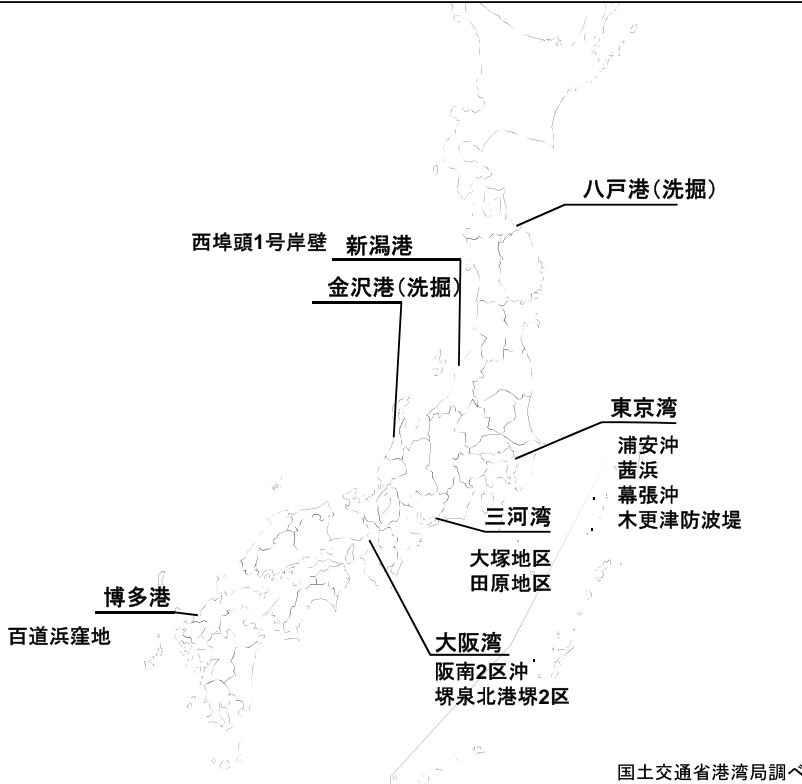 八戸港（洗掘）
西埠頭1号岸壁 新潟港
金沢港（洗掘）
東京湾
浦安沖
茜浜
幕張沖
木更津防波堤
三河湾
大塚地区
田原地区
博多港
百道浜窪地
大阪湾
阪南2区沖
堺泉北港堺2区
国土交通省港湾局調べ